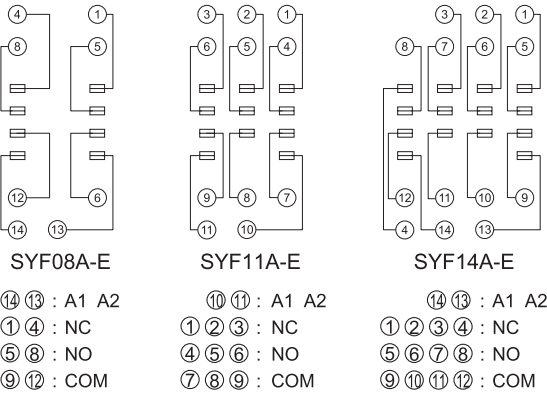 ④ ① ③ ② ① ③ ② ①
⑧ ⑤ ⑥ ⑤ ④ ⑧ ⑦ ⑥ ⑤
⑫ ⑥ ⑨ ⑧ ⑦ ⑫ ⑪ ⑩ ⑨
⑭ ⑬ ⑪ ⑩ ④ ⑭ ⑬
SYF08A-E SYF11A-E SYF14A-E
⑭ ⑬ : A1 A2 ⑩ ⑪ : A1 A2 ⑭ ⑬ : A1 A2
① ④ : NC ① ② ③ : NC ① ② ③ ④ : NC
⑤ ⑧ : NO ④ ⑤ ⑥ : NO ⑤ ⑥ ⑦ ⑧ : NO
⑨ ⑫ : COM ⑦ ⑧ ⑨ : COM ⑨ ⑩ ⑪ ⑫ : COM